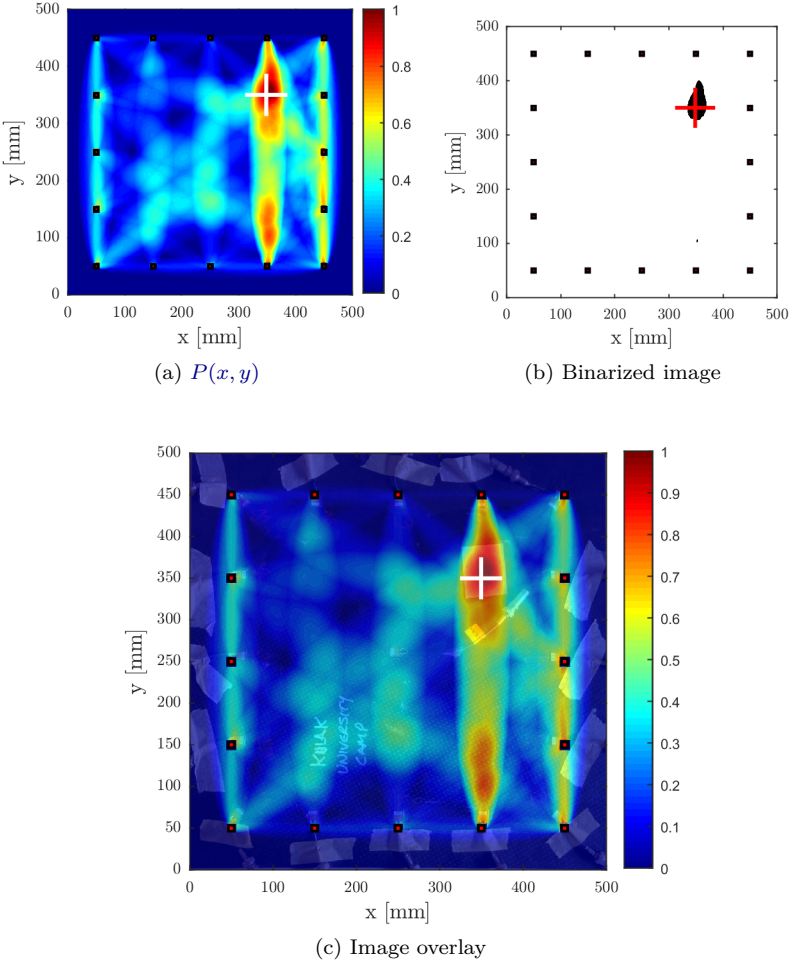 500
400
300
200
100
0
y [mm]
0 100 200 300 400 500
x [mm]
1
0.8
0.6
0.4
0.2
0
(a) P(x, y)
500
400
300
200
100
0
y [mm]
0 100 200 300 400 500
x [mm]
(b) Binarized image
500
450
400
350
300
250
200
150
100
50
0
y [mm]
KULAK
UNIVERSITY
CAMP
0 100 200 300 400 500
x [mm]
1
0.9
0.8
0.7
0.6
0.5
0.4
0.3
0.2
0.1
0
(c) Image overlay